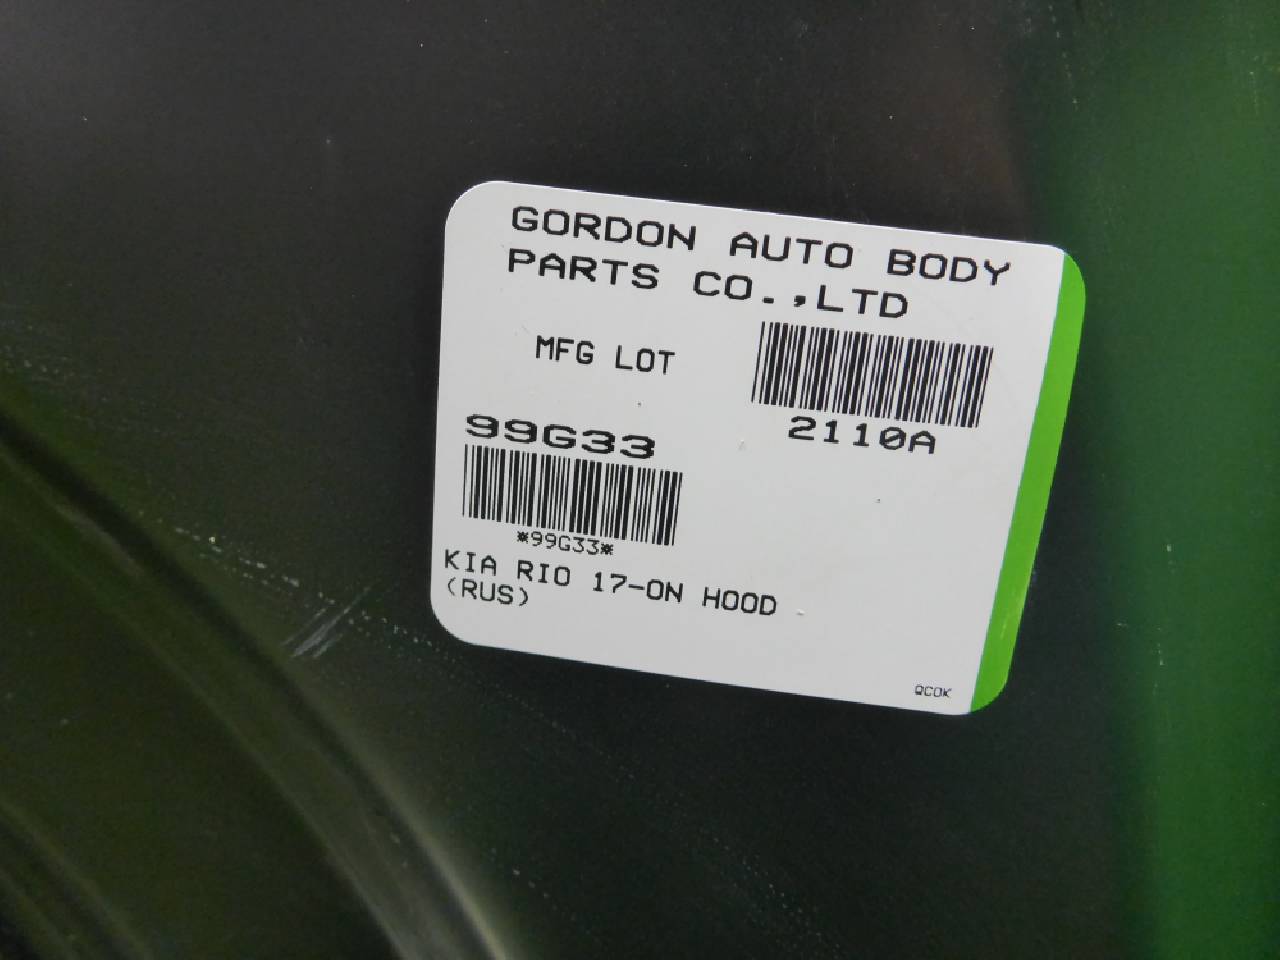 GORDON AUTO BODY
PARTS CO.,LTD
MFG LOT
2110A
99G33
*99G33*
KIA RIO 17-ON HOOD
(RUS)
QCOK